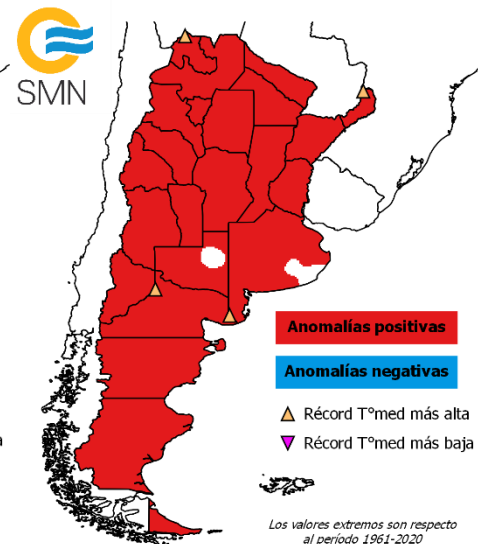 SMN
Anomalías positivas
Anomalías negativas
Récord T°med más alta
Récord T°med más baja
Los valores extremos son respecto
al período 1961-2020